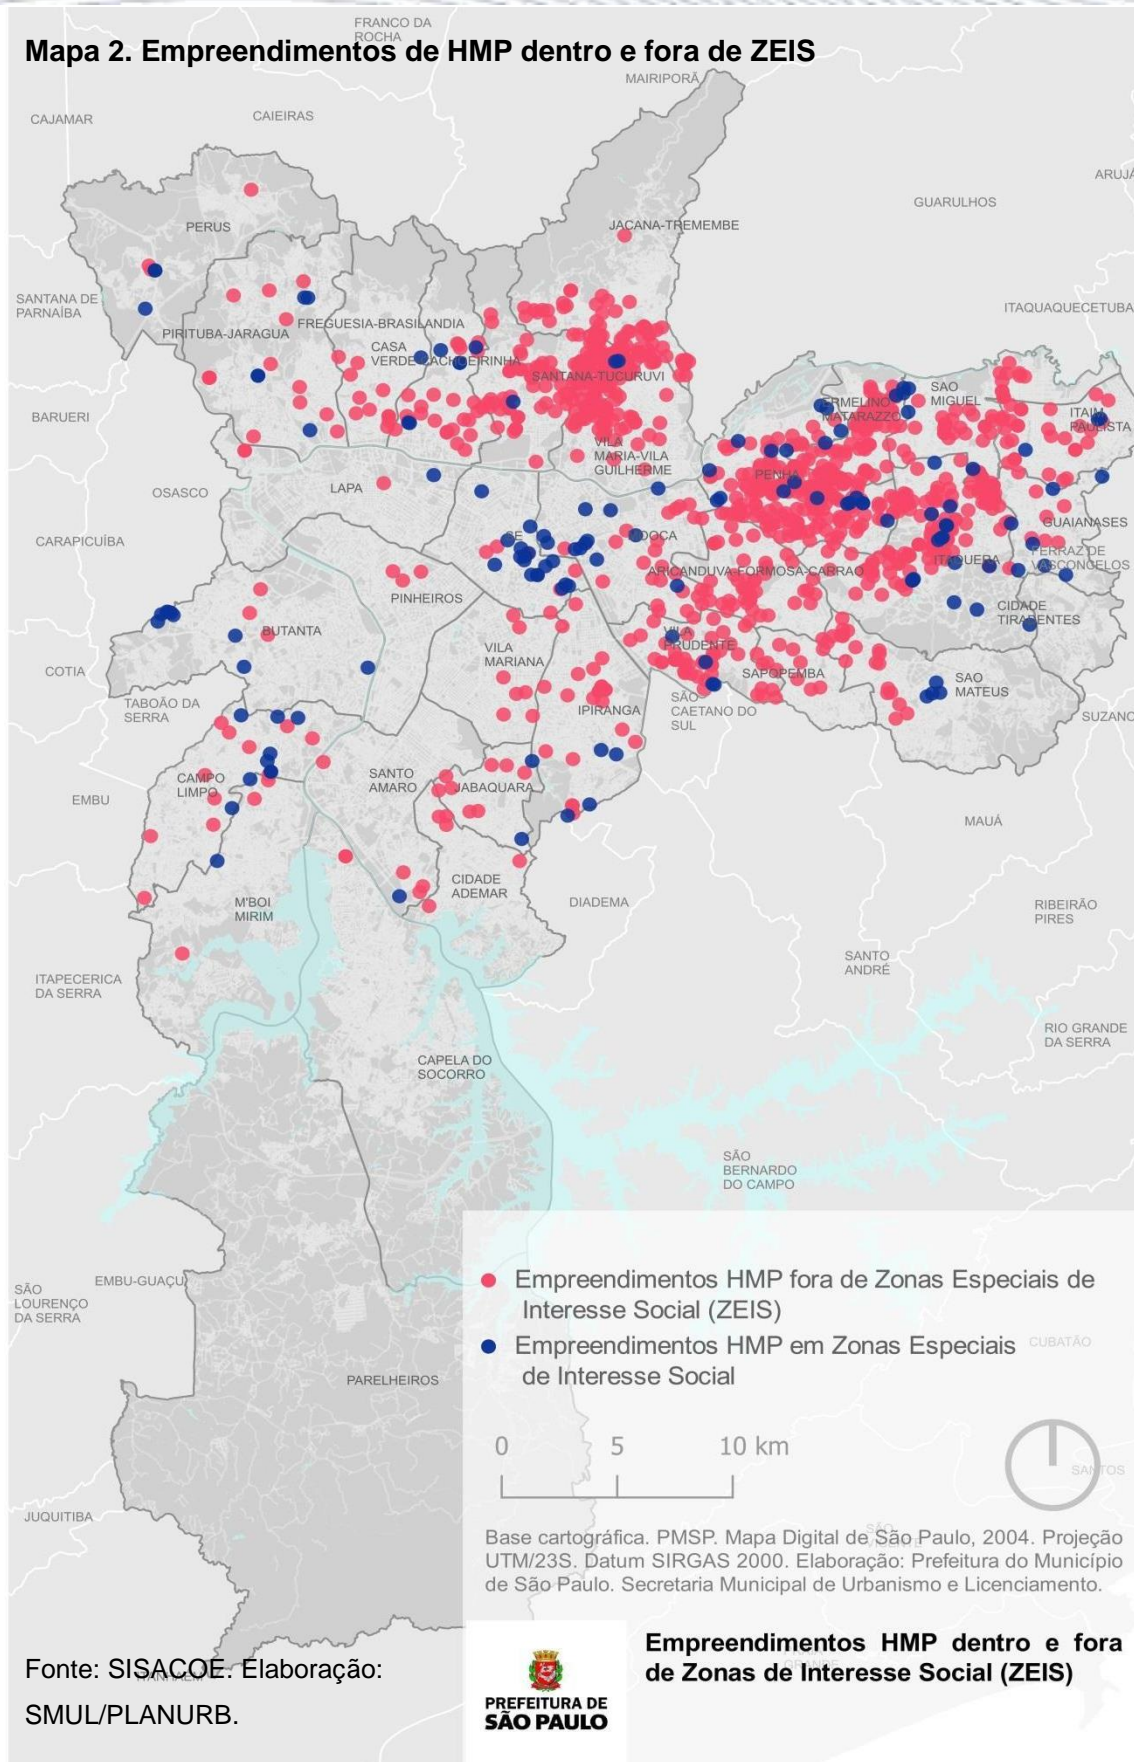 Mapa 2. Empreendimentos de HMP dentro e fora de ZEIS
FRANCO DA
ROCHA
MAIRIPORÃ
CAJAMAR
CAIEIRAS
ARUJÁ
GUARULHOS
PERUS
JACANA-TREMEMBE
SANTANA DE
PARNAÍBA
ITAQUAQUECETUBA
PIRITUBA-JARAGUA
FREGUESIA-BRASILANDIA
CASA
VERDE-CACHOEIRINHA
SANTANA-TUCURUVI
BARUERI
ERMELINO
MATARAZZO
SAO
MIGUEL
ITAIM
PAULISTA
VILA
MARIA-VILA
GUILHERME
OSASCO
LAPA
PENHA
CARAPICUÍBA
SE
MOOCA
GUAIANASES
ITAQUERA
FERRAZ DE
VASCONCELOS
ARICANDUVA-FORMOSA-CARRAO
PINHEIROS
CIDADE
TIRADENTES
BUTANTA
VILA
MARIANA
VILA
PRUDENTE
COTIA
SAPOPEMBA
SAO
MATEUS
TABOÃO DA
SERRA
IPIRANGA
SÃO
CAETANO DO
SUL
SUZANO
CAMPO
LIMPO
SANTO
AMARO
JABAQUARA
EMBU
MAUÁ
CIDADE
ADEMAR
M'BOI
MIRIM
DIADEMA
RIBEIRÃO
PIRES
ITAPECERICA
DA SERRA
SANTO
ANDRÉ
RIO GRANDE
DA SERRA
CAPELA DO
SOCORRO
SÃO
BERNARDO
DO CAMPO
EMBU-GUAÇU
SÃO
LOURENÇO
DA SERRA
Empreendimentos HMP fora de Zonas Especiais de
Interesse Social (ZEIS)
Empreendimentos HMP em Zonas Especiais
de Interesse Social
CUBATÃO
PARELHEIROS
0 5 10 km
SANTOS
JUQUITIBA
SÃO
VICENTE
Base cartográfica. PMSP. Mapa Digital de São Paulo, 2004. Projeção
UTM/23S. Datum SIRGAS 2000. Elaboração: Prefeitura do Município
de São Paulo. Secretaria Municipal de Urbanismo e Licenciamento.
Empreendimentos HMP dentro e fora
de Zonas de Interesse Social (ZEIS)
GRANDE
PREFEITURA DE
SÃO PAULO
Fonte: SISACOE. Elaboração:
ITANHAÉM
SMUL/PLANURB.